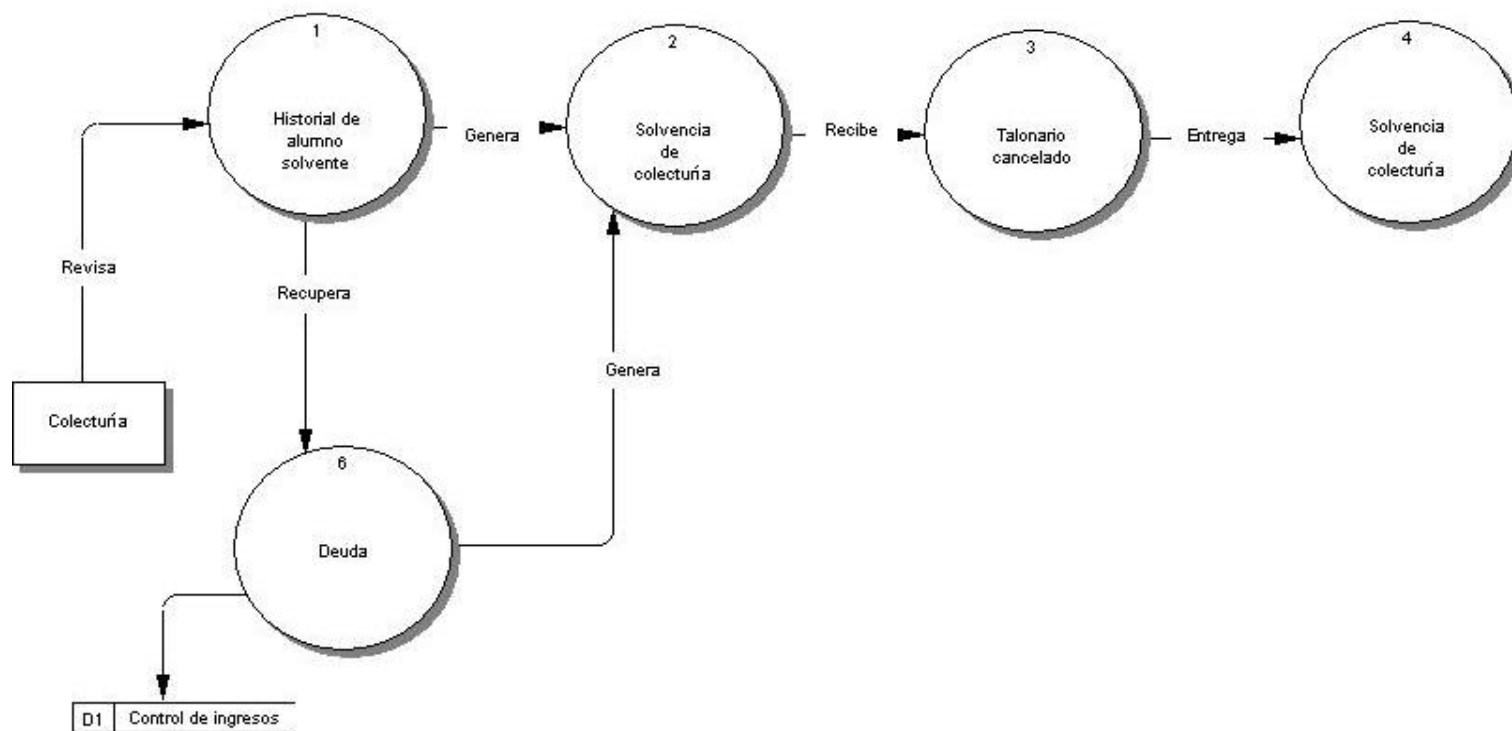 1
Historial de
alumno
solvente
Genera
2
Solvencia
de
colecturía
Recibe
3
Talonario
cancelado
Entrega
4
Solvencia
de
colecturía
Revisa
Recupera
Genera
Colecturía
6
Deuda
D1 Control de ingresos